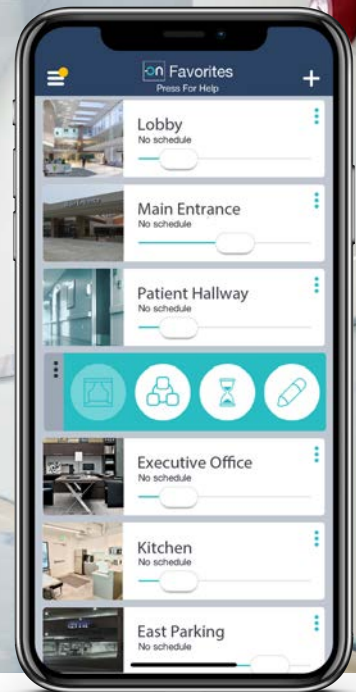 on Favorites
Press For Help
Lobby
No schedule
Main Entrance
No schedule
Patient Hallway
No schedule
Executive Office
No schedule
Kitchen
No schedule
East Parking
No schedule